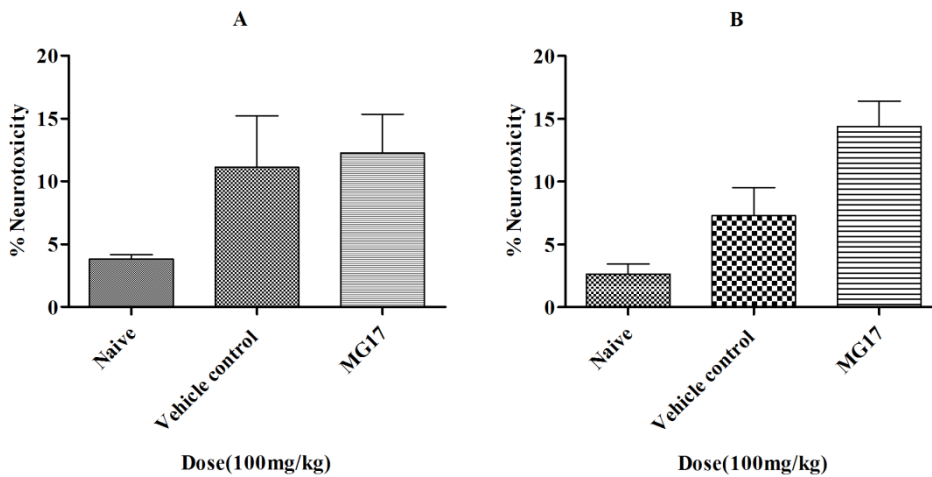 A
20
15
10
5
0
% Neurotoxicity
Naive
Vehicle control
MG17
Dose(100mg/kg)
B
20
15
10
5
0
% Neurotoxicity
Naive
Vehicle control
MG17
Dose(100mg/kg)